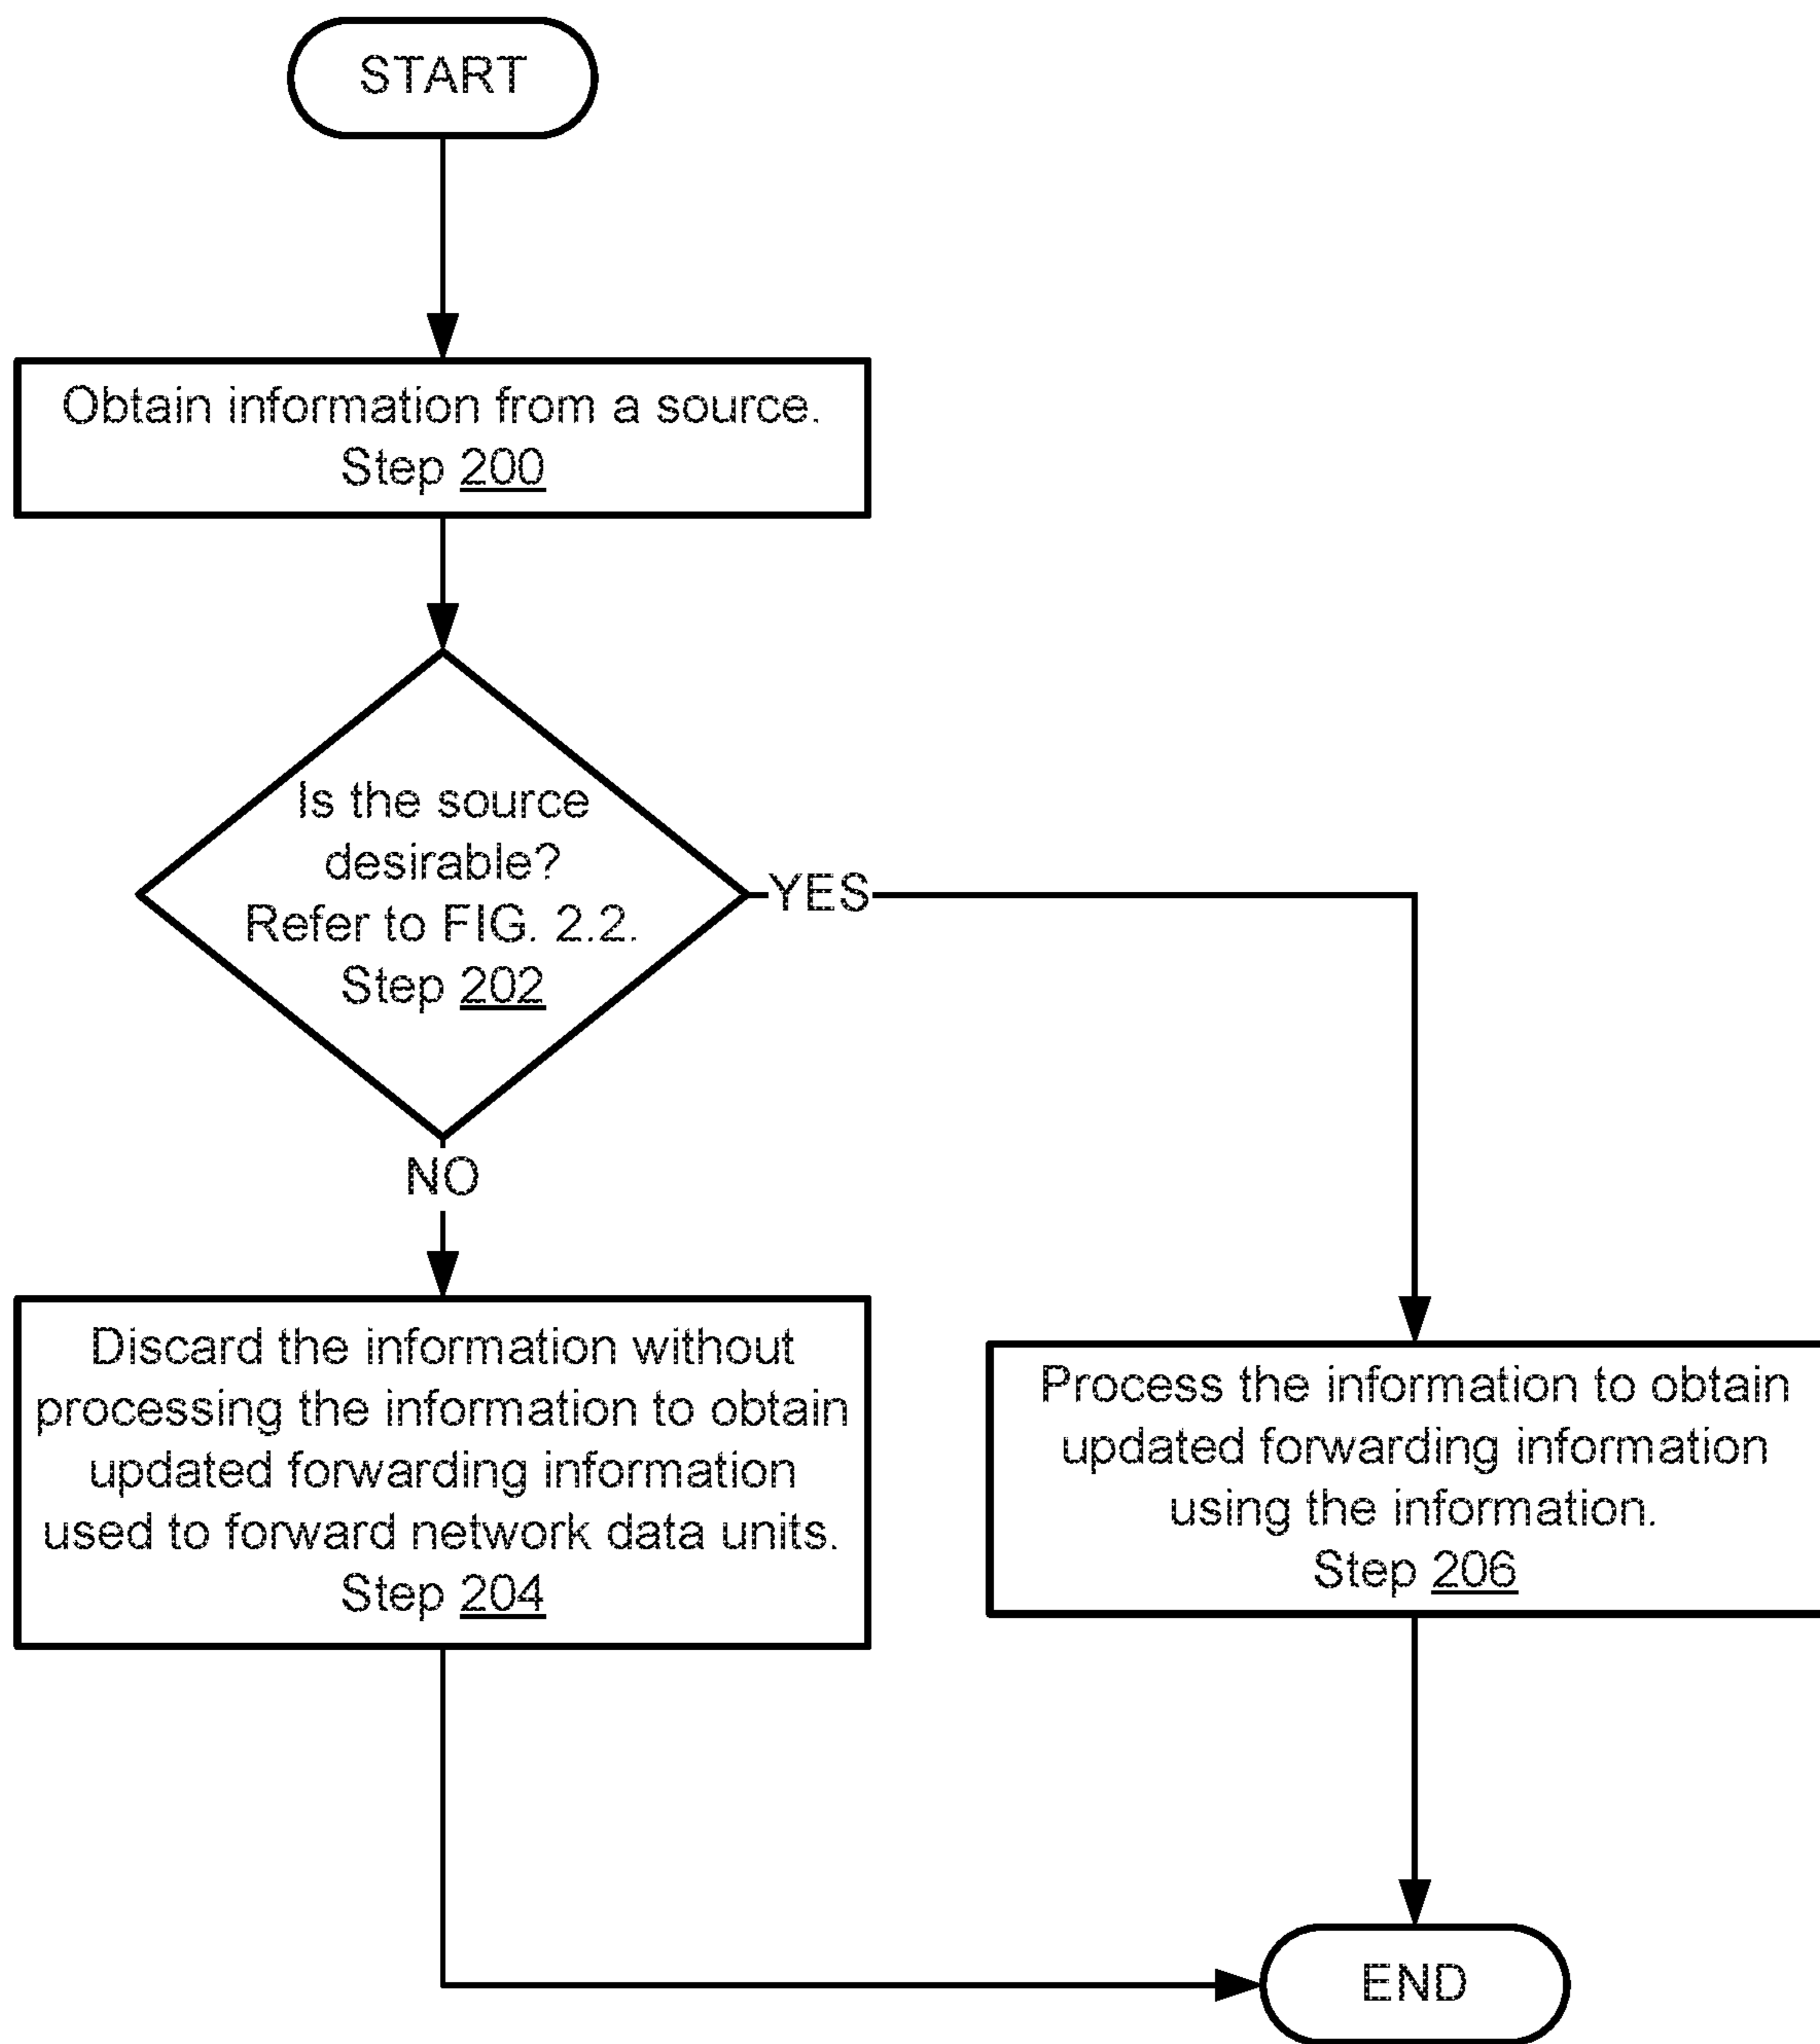 START
Obtain information from a source.
Step 200
Is the source
desirable?
Refer to FIG. 2.2.
Step 202
YES
NO
Discard the information without
processing the information to obtain
updated forwarding information
used to forward network data units.
Step 204
Process the information to obtain
updated forwarding information
using the information.
Step 206
END